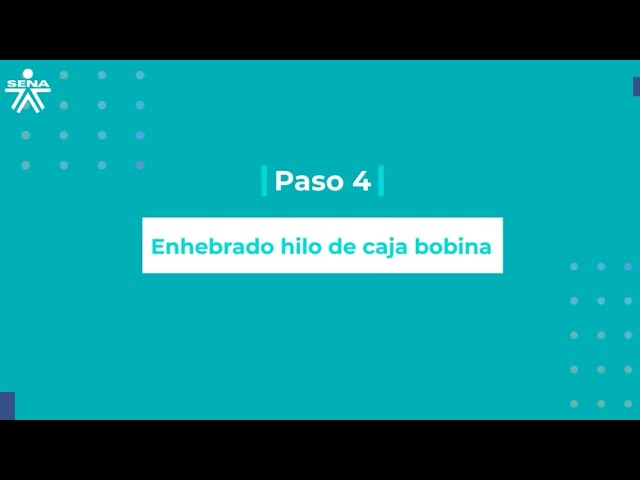 SENA
Paso 4
Enhebrado hilo de caja bobina